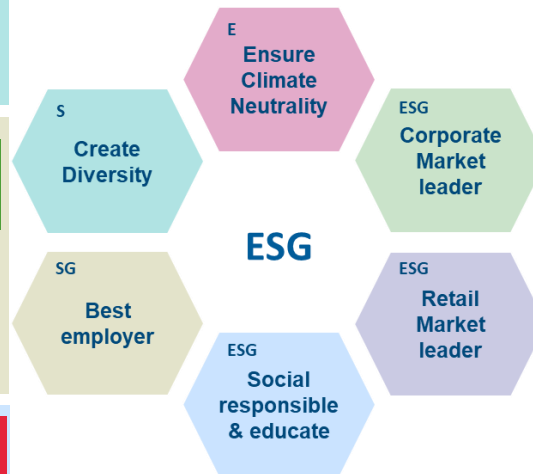 E
Ensure
Climate
Neutrality
S
Create
Diversity
ESG
Corporate
Market
leader
ESG
SG
Best
employer
ESG
Retail
Market
leader
ESG
Social
responsible
& educate